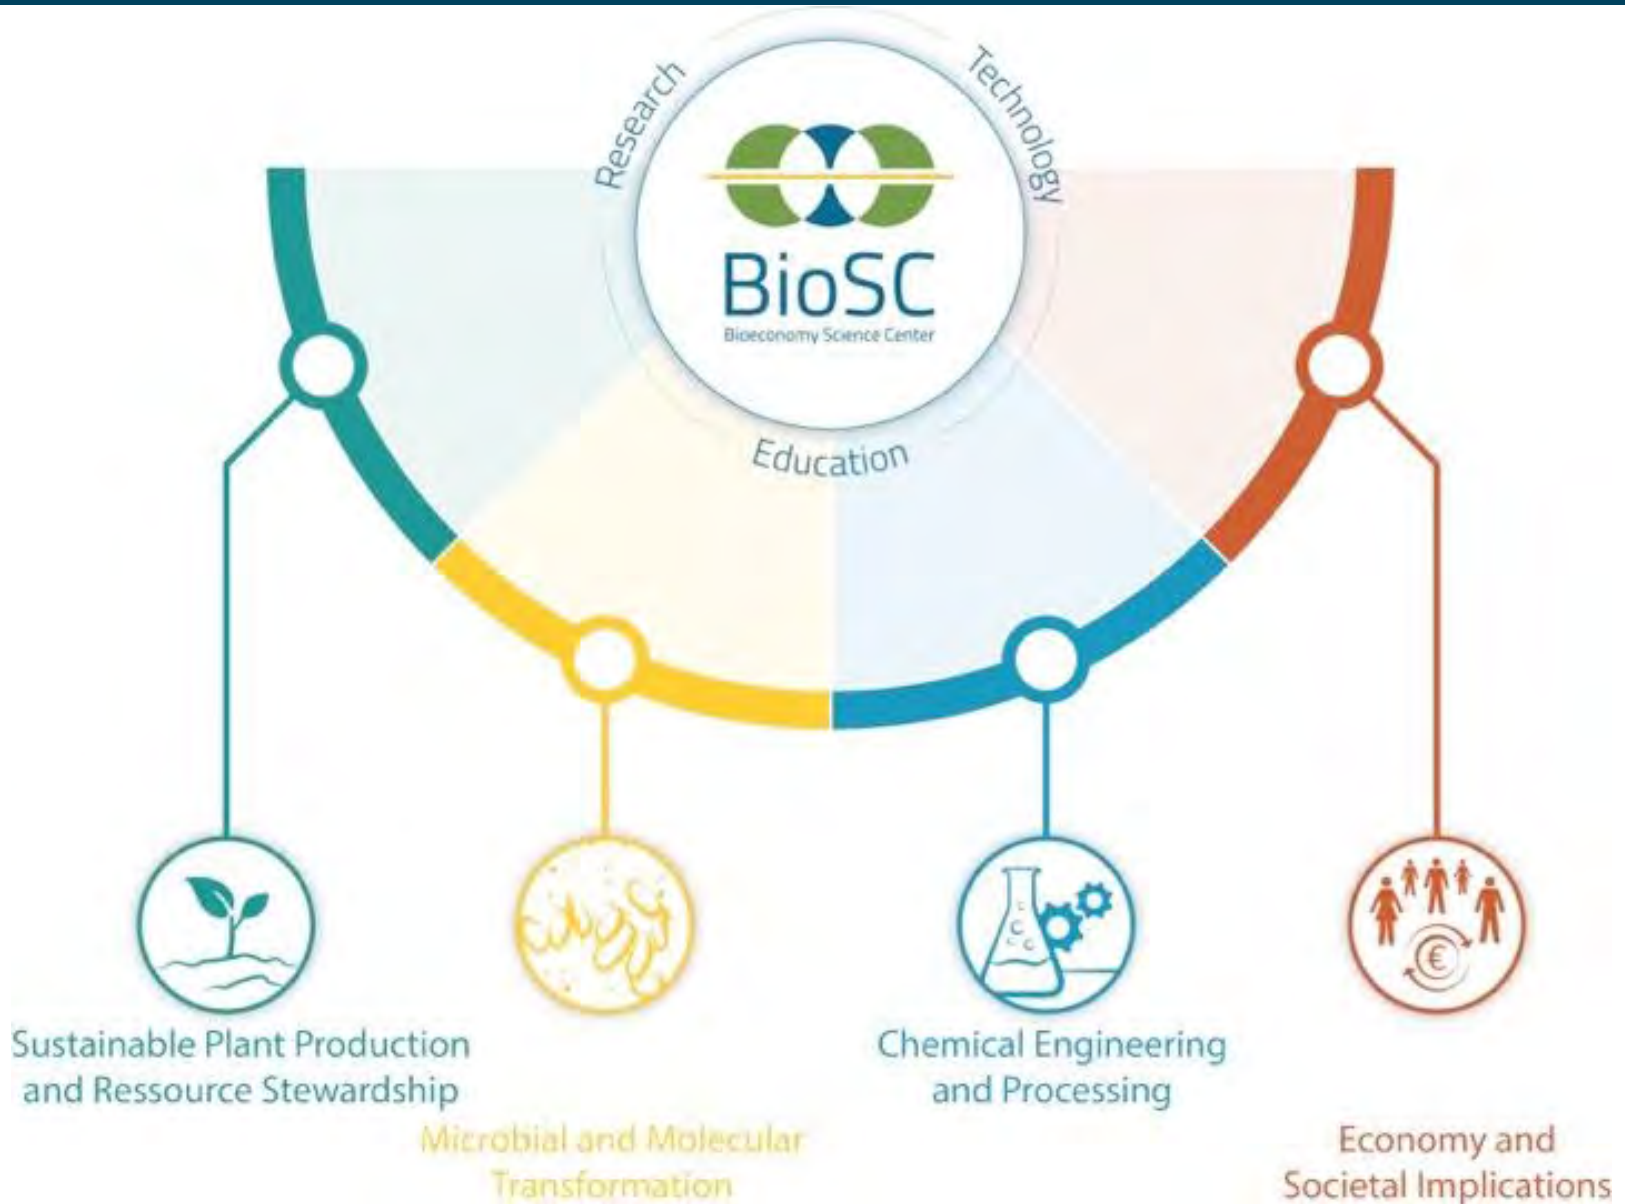 Research
Technology
BioSC
Bioeconomy Science Center
Education
Sustainable Plant Production
and Ressource Stewardship
Microbial and Molecular
Transformation
Chemical Engineering
and Processing
€
Economy and
Societal Implications